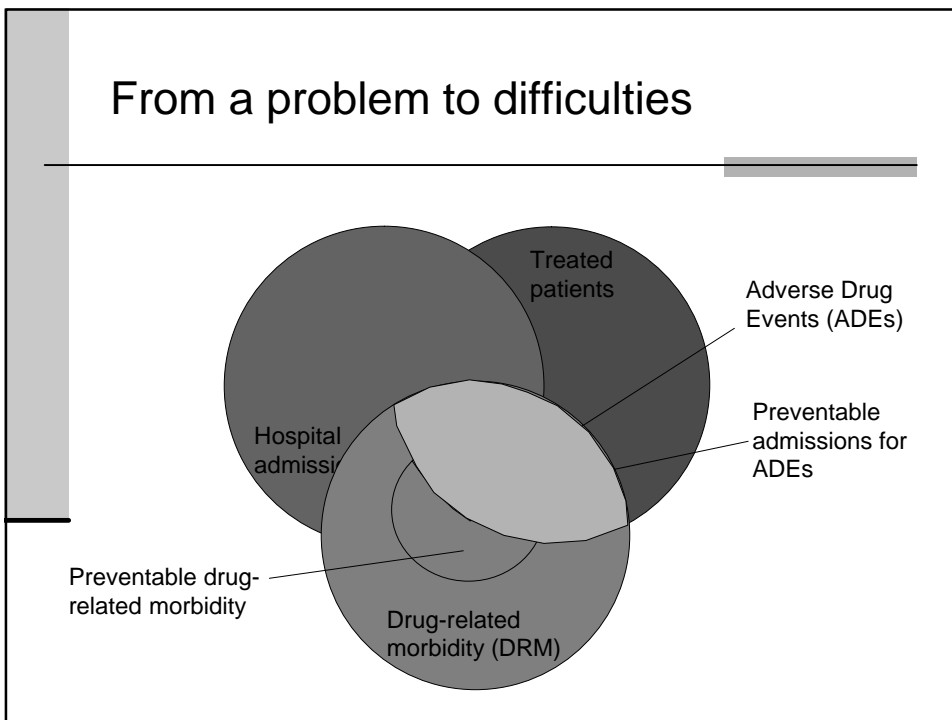 From a problem to difficulties
Treated
patients
Adverse Drug
Events (ADEs)
Preventable
admissions for
ADEs
Hospital
admissi
Preventable drug-
related morbidity
Drug-related
morbidity (DRM)